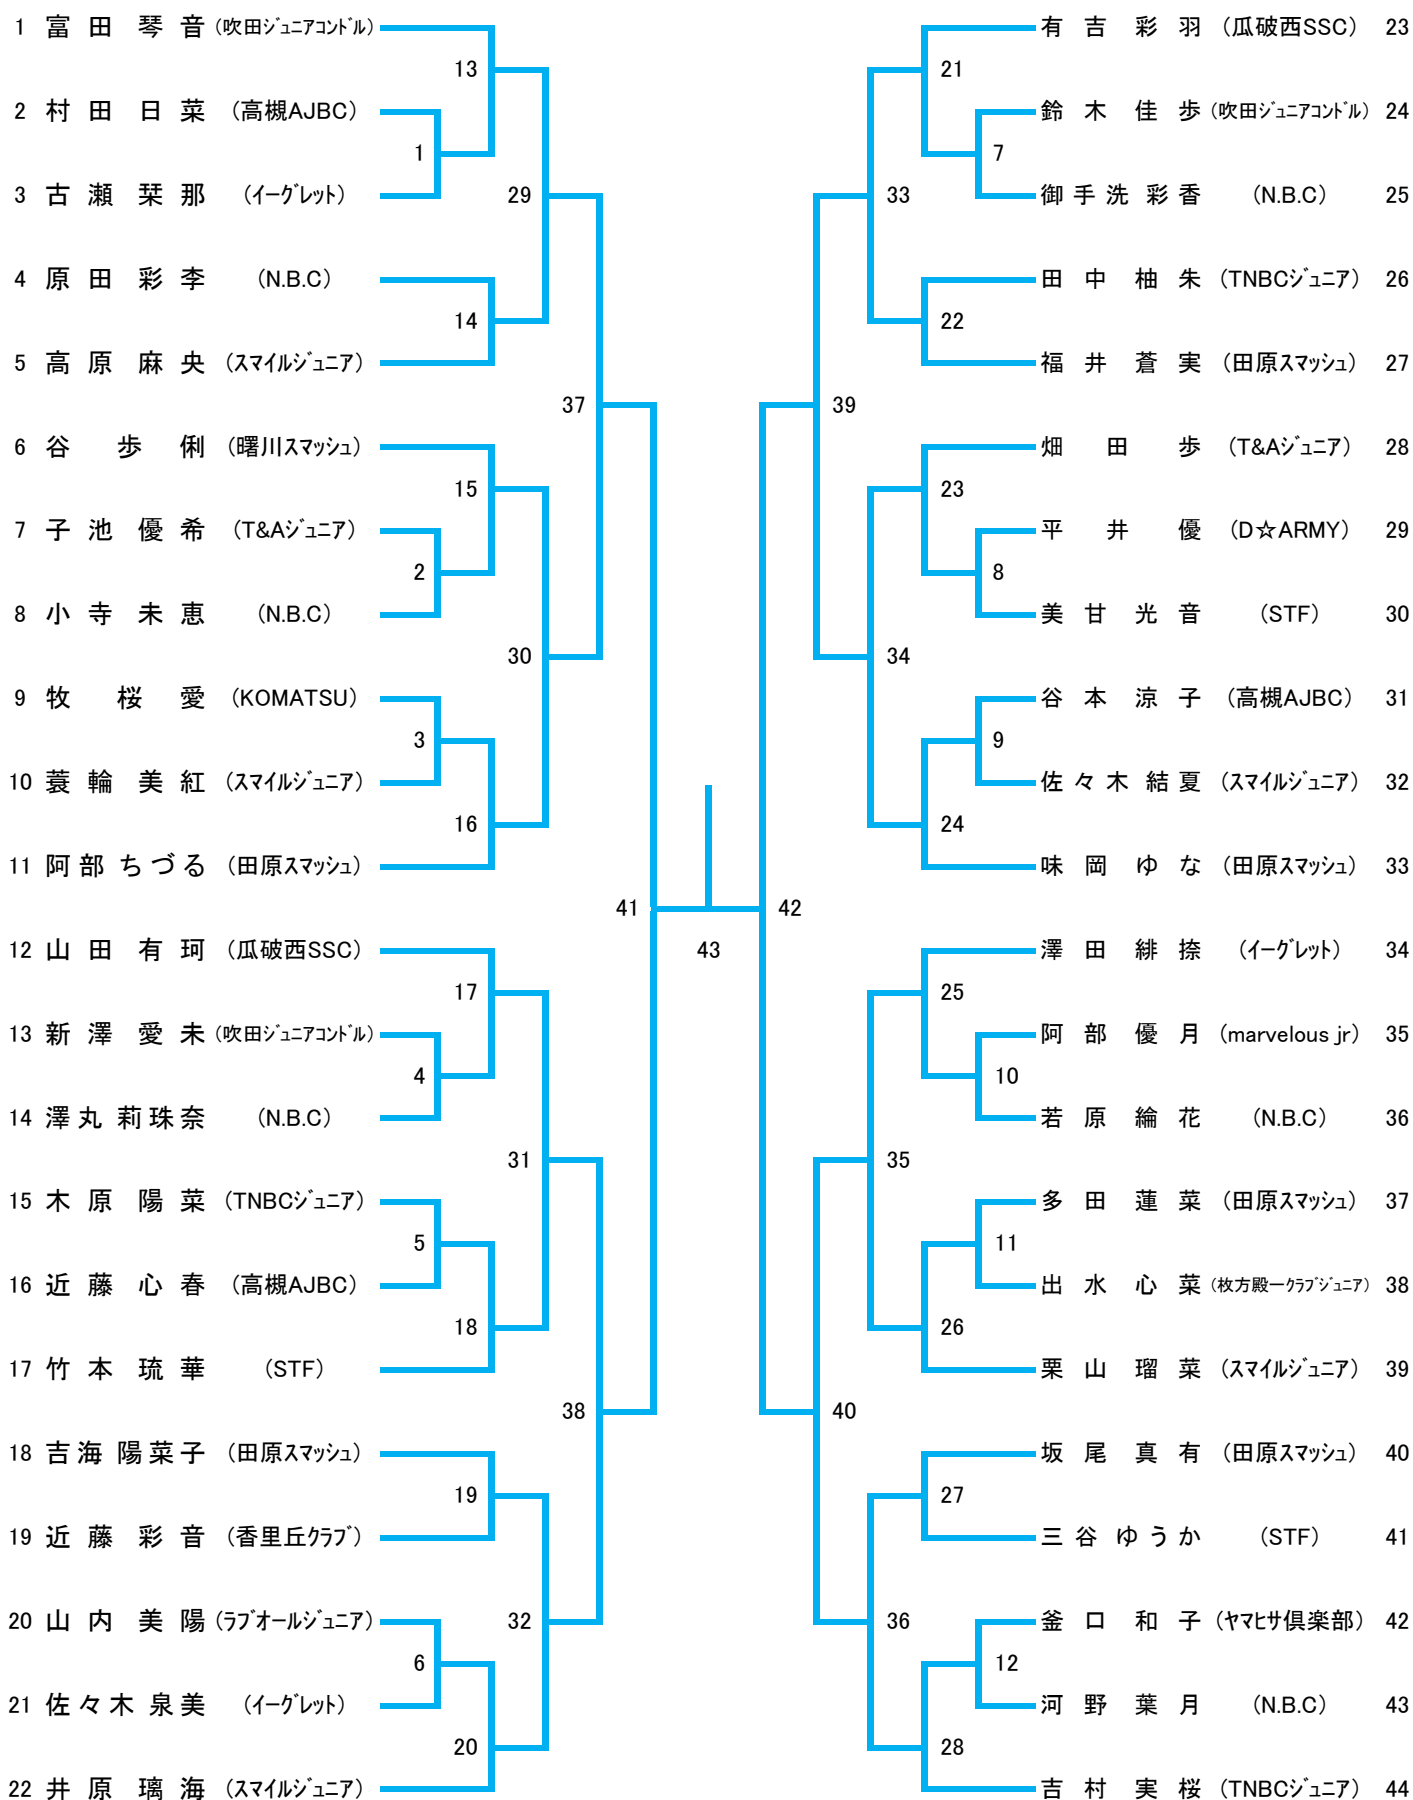 1 富田琴音 (吹田ジュニアコンドル)
有吉彩羽 (瓜破西SSC) 23
13
21
2 村田日菜 (高槻AJBC)
鈴木佳歩 (吹田ジュニアコンドル) 24
1
7
3 古瀬栞那 (イーグレット)
29
33
御手洗彩香 (N.B.C) 25
4 原田彩李 (N.B.C)
田中柚朱 (TNBCジュニア) 26
14
22
5 高原麻央 (スマイルジュニア)
福井蒼実 (田原スマッシュ) 27
37
39
6 谷歩俐 (曙川スマッシュ)
畑田歩 (T&Aジュニア) 28
15
23
7 子池優希 (T&Aジュニア)
平井優 (D☆ARMY) 29
2
8
8 小寺未恵 (N.B.C)
美甘光音 (STF) 30
30
34
9 牧桜愛 (KOMATSU)
谷本涼子 (高槻AJBC) 31
3
9
10 蓑輪美紅 (スマイルジュニア)
佐々木結夏 (スマイルジュニア) 32
16
24
11 阿部ちづる (田原スマッシュ)
味岡ゆな (田原スマッシュ) 33
41
42
12 山田有珂 (瓜破西SSC)
43
澤田緋捺 (イーグレット) 34
17
25
13 新澤愛未 (吹田ジュニアコンドル)
阿部優月 (marvelous jr) 35
4
10
14 澤丸莉珠奈 (N.B.C)
若原綸花 (N.B.C) 36
31
35
15 木原陽菜 (TNBCジュニア)
多田蓮菜 (田原スマッシュ) 37
5
11
16 近藤心春 (高槻AJBC)
出水心菜 (枚方殿一クラブジュニア) 38
18
26
17 竹本琉華 (STF)
栗山瑠菜 (スマイルジュニア) 39
38
40
18 吉海陽菜子 (田原スマッシュ)
坂尾真有 (田原スマッシュ) 40
19
27
19 近藤彩音 (香里丘クラブ)
三谷ゆうか (STF) 41
20 山内美陽 (ラブオールジュニア)
32
36
釜口和子 (ヤマヒサ倶楽部) 42
6
12
21 佐々木泉美 (イーグレット)
河野葉月 (N.B.C) 43
20
28
22 井原璃海 (スマイルジュニア)
吉村実桜 (TNBCジュニア) 44